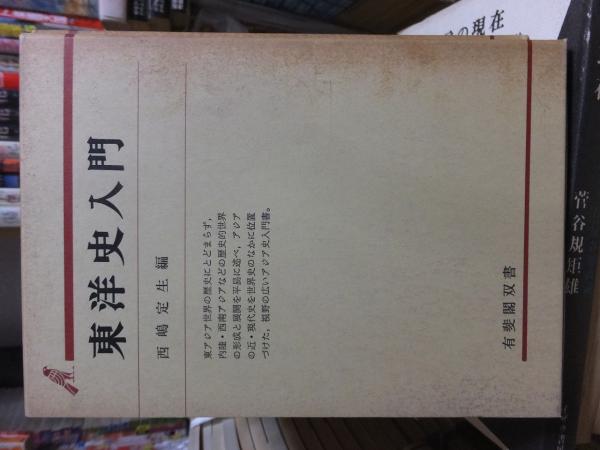 東洋史入門
西嶋定生編
東アジア世界の歴史にとどまらず,
内陸・西南アジアなどの歴史的世界
の形成と展開を平易に述べ,アジア
の近・現代史を世界史のなかに位置
づけた,視野の広いアジア史入門書。
有斐閣双書
の現在
菅谷規矩雄